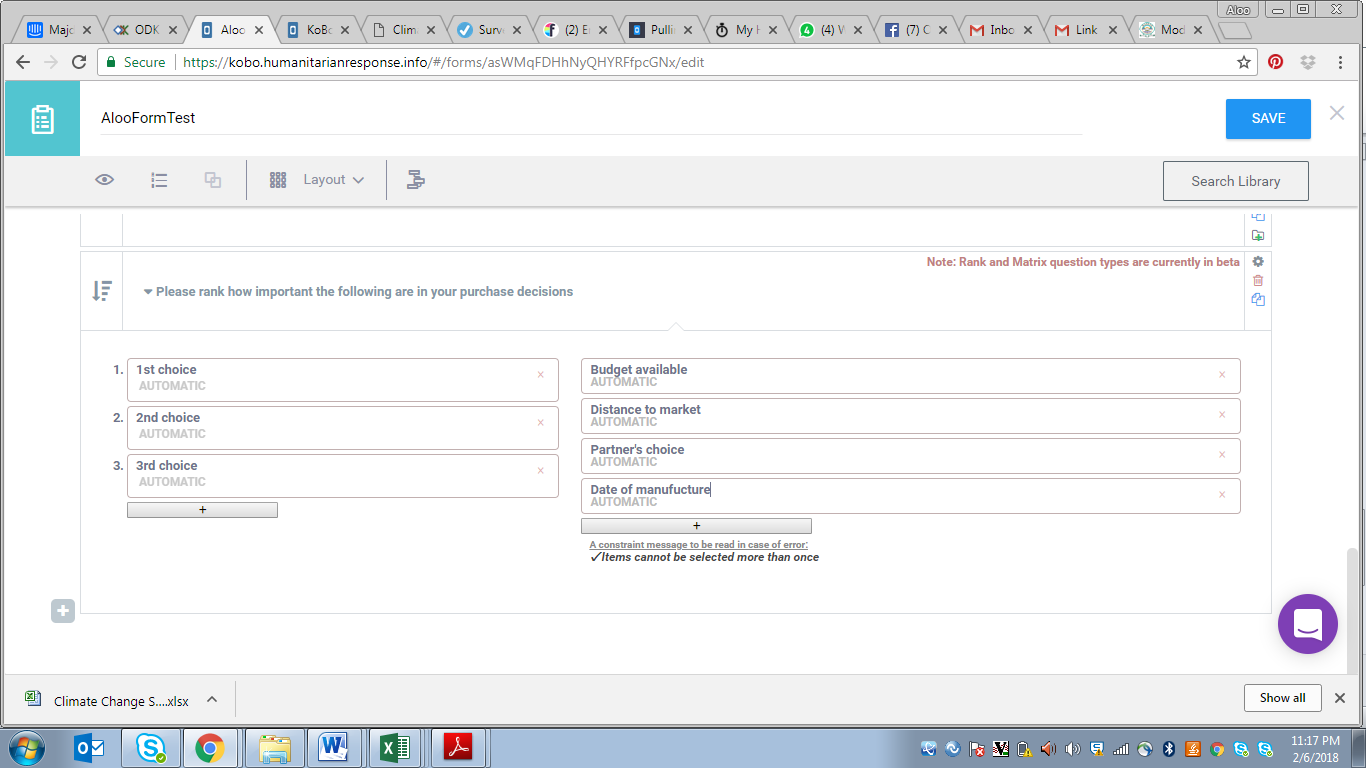 Aloo
Majo
ODK
Aloo
KoBo
Clim
Surv
(2) E
Pulli
My H
(4) W
(7) C
Inbo
Link
Mod
Secure https://kobo.humanitarianresponse.info/#/forms/asWMqFDHhNyQHYRFfpcGNx/edit
AlooFormTest
SAVE
Layout
Search Library
Note: Rank and Matrix question types are currently in beta
Please rank how important the following are in your purchase decisions
1. 1st choice
AUTOMATIC
2. 2nd choice
AUTOMATIC
3. 3rd choice
AUTOMATIC
+
Budget available
AUTOMATIC
Distance to market
AUTOMATIC
Partner's choice
AUTOMATIC
Date of manufucture
AUTOMATIC
+
A constraint message to be read in case of error:
✓Items cannot be selected more than once
Climate Change S....xlsx
Show all
11:17 PM
2/6/2018